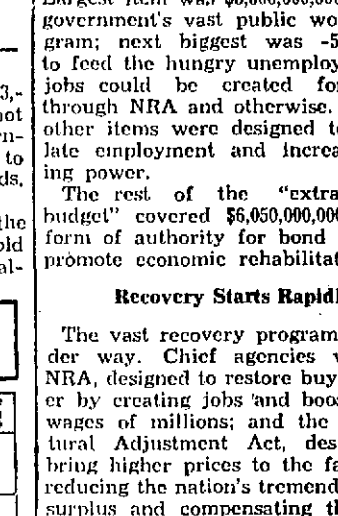 3,-
not
n-
to
ds,
the
old
al-
government's vast public wo
gram; next biggest was -5
to feed the hungry unemploy
jobs could be created fo
through NRA and otherwise.
other items were designed t
late employment and increa
ing power.
The rest of the "extra
budget" covered $6,050,000,000
form of authority for bond
promote economic rehabilitat
Recovery Starts Rapidl
The vast recovery program
der way. Chief agencies w
NRA, designed to restore buy
er by creating jobs and boos
wages of millions; and the
tural Adjustment Act, des
bring higher prices to the fa
reducing the nation's tremend
surplus and compensating th